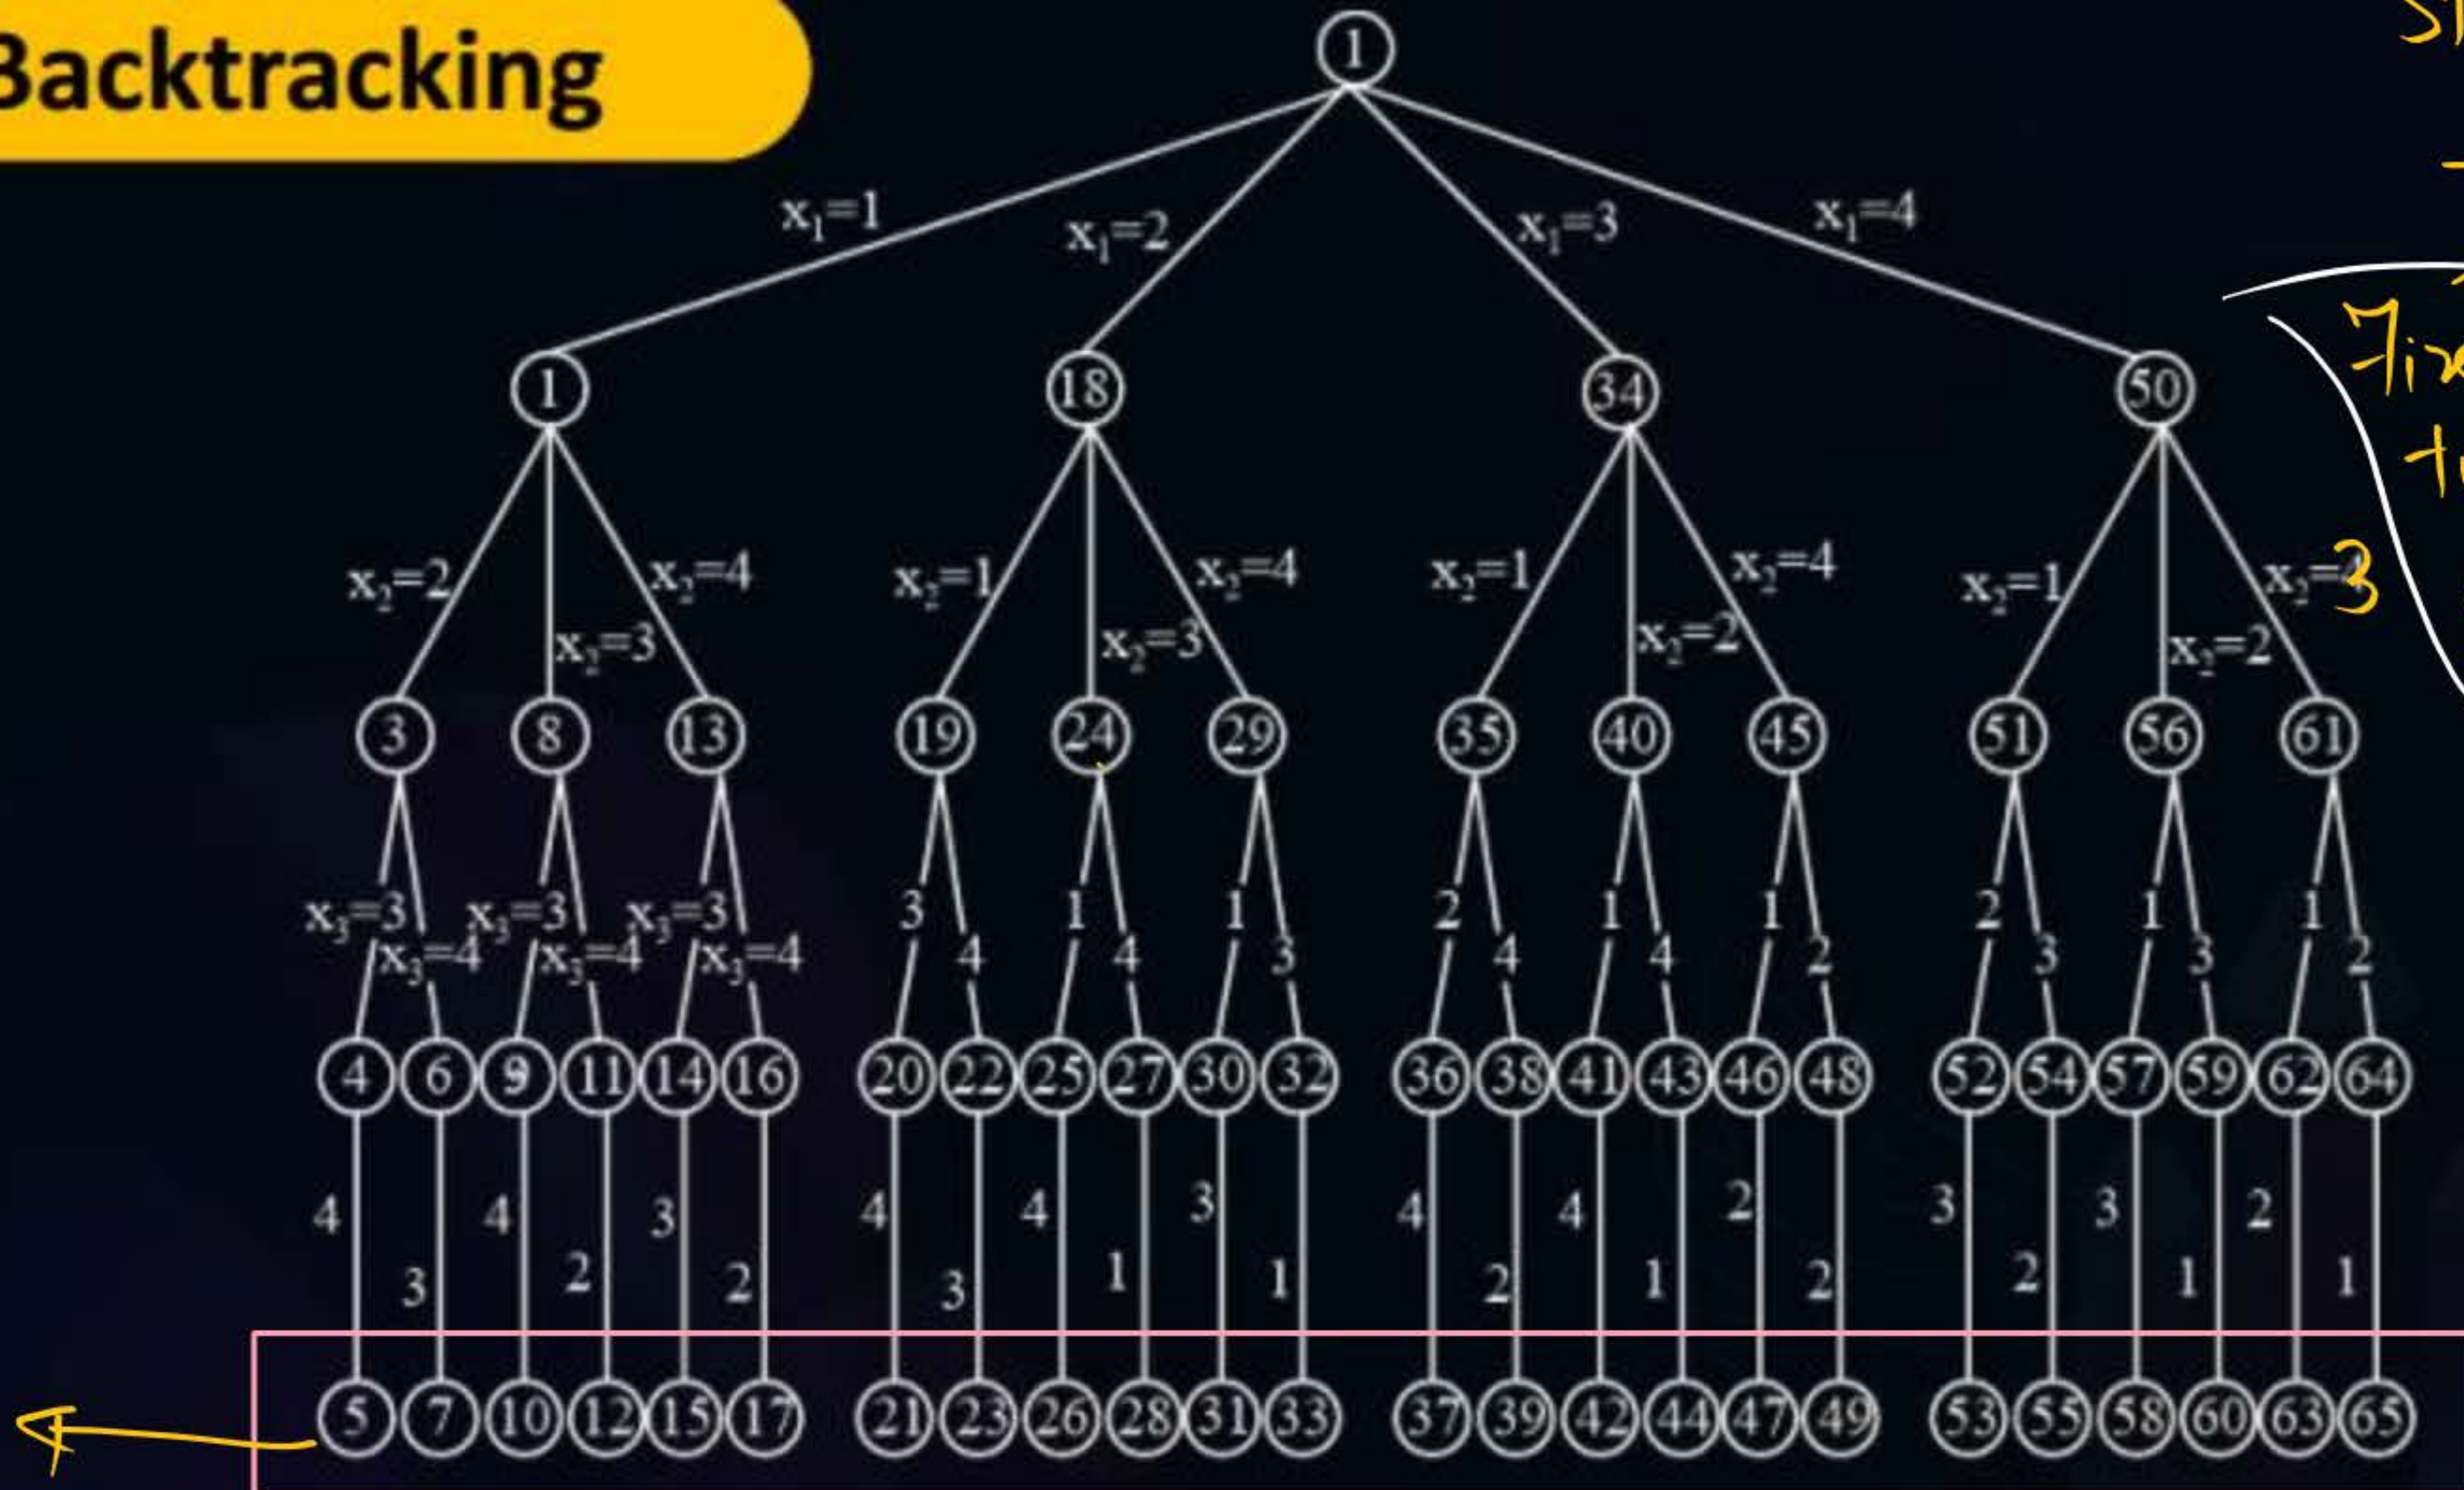 Backtracking
1
x₁=1 x₁=2 x₁=3 x₁=4
1 18 34 50
x₂=2 x₂=3 x₂=4 x₂=1 x₂=3 x₂=4 x₂=1 x₂=2 x₂=4 x₂=1 x₂=2 x₂=3
3 8 13 19 24 29 35 40 45 51 56 61
x₃=3 x₃=4 x₃=3 x₃=4 x₃=3 x₃=4 3 4 1 4 1 3 2 4 1 4 1 2 2 3 1 3 1 2
4 6 9 11 14 16 20 22 25 27 30 32 36 38 41 43 46 48 52 54 57 59 62 64
4 3 4 2 3 2 4 3 4 1 3 1 4 2 4 1 2 2 3 2 3 1 2 1
5 7 10 12 15 17 21 23 26 28 31 33 37 39 42 44 47 49 53 55 58 60 63 65